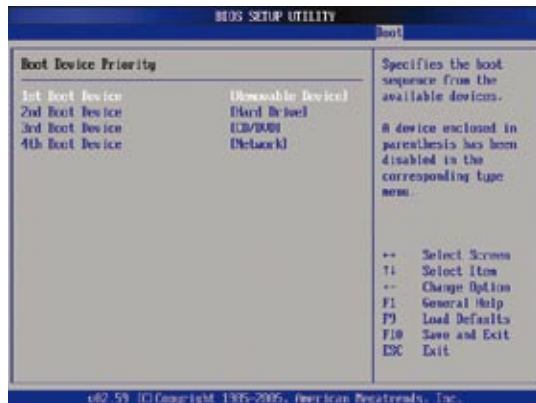 BIOS SETUP UTILITY
Boot
Boot Device Priority
1st Boot Device [Removable Device]
2nd Boot Device [Hard Drive]
3rd Boot Device [CD/DVD]
4th Boot Device [Network]
Specifies the boot
sequence from the
available devices.
A device enclosed in
parenthesis has been
disabled in the
corresponding type
menu.
Select Screen
↑↓ Select Item
Change Option
F1 General Help
F9 Load Defaults
F10 Save and Exit
ESC Exit
v02.59 (C)Copyright 1985-2005, American Megatrends, Inc.